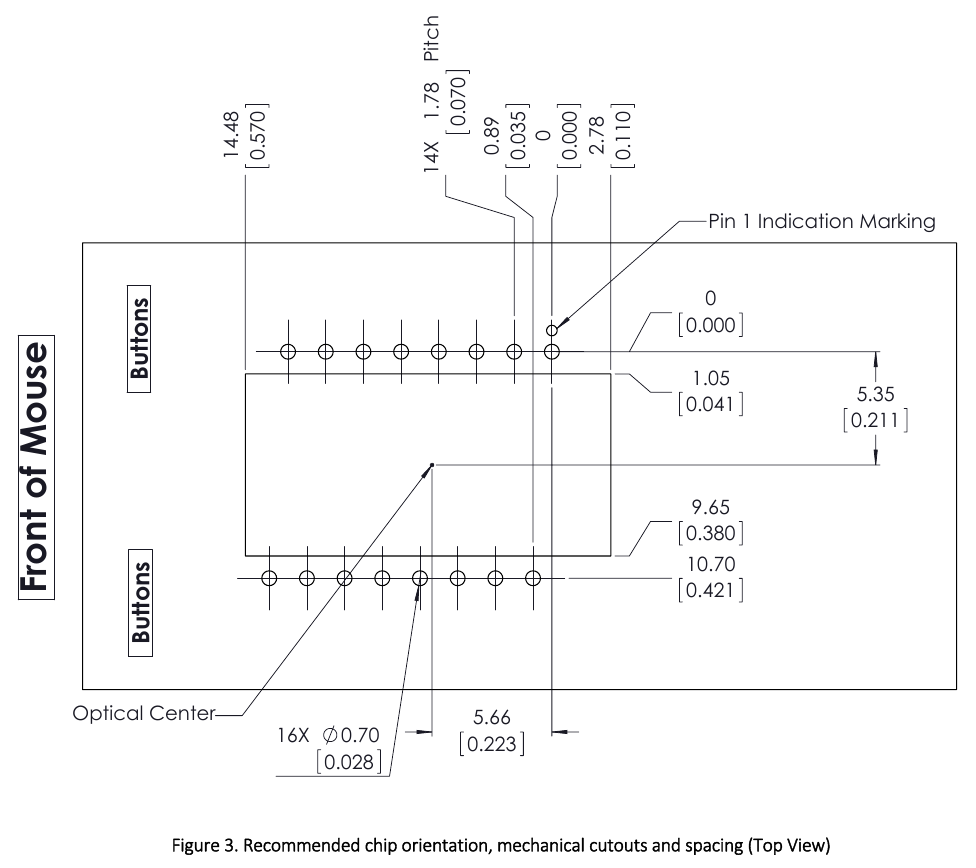 Pitch
14X 1.78
[0.070]
14.48
[0.570]
0.89
[0.035]
0
[0.000]
2.78
[0.110]
Pin 1 Indication Marking
Buttons
0
[0.000]
1.05
[0.041]
5.35
[0.211]
Front of Mouse
9.65
[0.380]
10.70
[0.421]
Buttons
Optical Center
16X ∅0.70
[0.028]
5.66
[0.223]
Figure 3. Recommended chip orientation, mechanical cutouts and spacing (Top View)